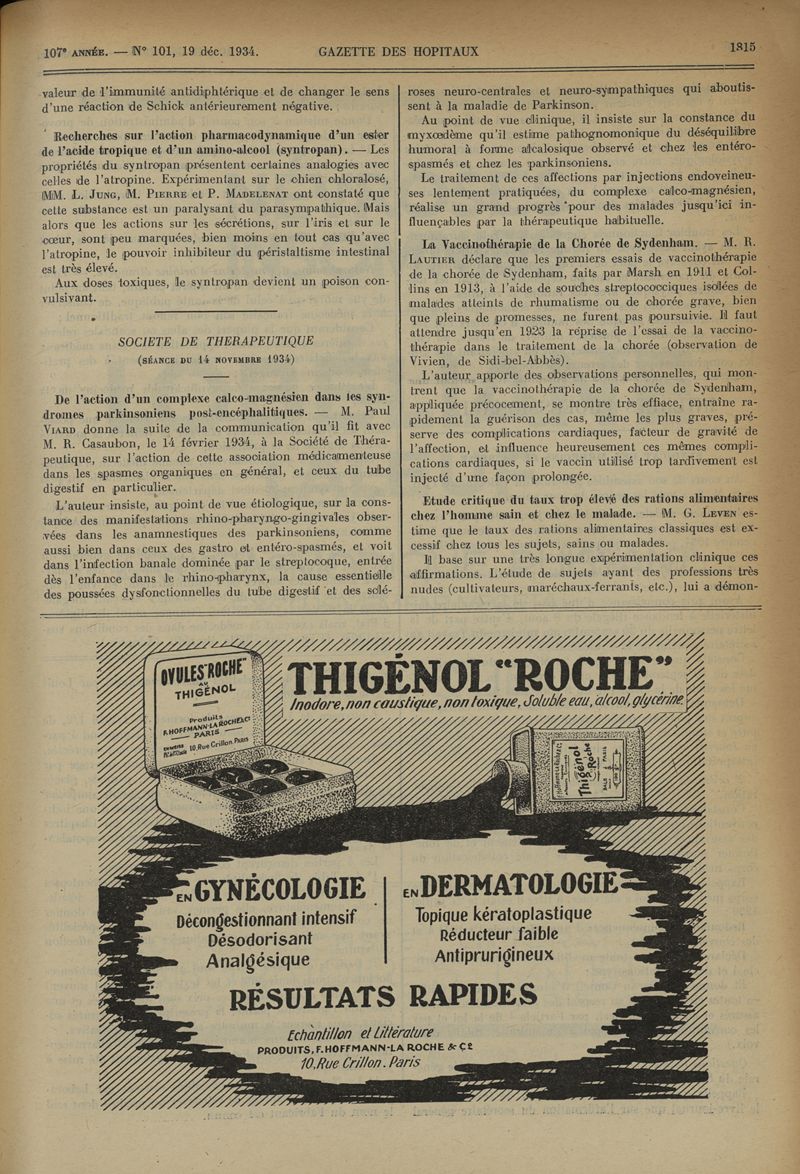 107e ANNÉE. — N° 101, 19 déc. 1934.
GAZETTE DES HOPITAUX
1315
valeur de l'immunité antidiphtérique et de changer le sens
d'une réaction de Schick antérieurement négative.
Recherches sur l'action pharmacodynamique d'un ester
de l'acide tropique et d'un amino-alcool (syntropan). — Les
propriétés du syntropan présentent certaines analogies avec
celles de l'atropine. Expérimentant sur le chien chloralosé,
MM. L. JUNG, M. PIERRE et P. MADELENAT ont constaté que
cette substance est un paralysant du parasympathique. Mais
alors que les actions sur les sécrétions, sur l'iris et sur le
cœur, sont peu marquées, bien moins en tout cas qu'avec
l'atropine, le pouvoir inhibiteur du péristaltisme intestinal
est très élevé.
Aux doses toxiques, le syntropan devient un poison con-
vulsivant.
SOCIETE DE THERAPEUTIQUE
(SÉANCE DU 14 NOVEMBRE 1934)
De l'action d'un complexe calco-magnésien dans les syn-
dromes parkinsoniens post-encéphalitiques. — M. Paul
VIARD donne la suite de la communication qu'il fit avec
M. R. Casaubon, le 14 février 1934, à la Société de Théra-
peutique, sur l'action de cette association médicamenteuse
dans les spasmes organiques en général, et ceux du tube
digestif en particulier.
L'auteur insiste, au point de vue étiologique, sur la cons-
tance des manifestations rhino-pharyngo-gingivales obser-
vées dans les anamnestiques des parkinsoniens, comme
aussi bien dans ceux des gastro et entéro-spasmés, et voit
dans l'infection banale dominée par le streptocoque, entrée
dès l'enfance dans le rhino-pharynx, la cause essentielle
des poussées dysfonctionnelles du tube digestif et des sclé-
roses neuro-centrales et neuro-sympathiques qui aboutis-
sent à la maladie de Parkinson.
Au point de vue clinique, il insiste sur la constance du
myxœdème qu'il estime pathognomonique du déséquilibre
humoral à forme alcalosique observé et chez les entéro-
spasmés et chez les parkinsoniens.
Le traitement de ces affections par injections endoveineu-
ses lentement pratiquées, du complexe calco-magnésien,
réalise un grand progrès pour des malades jusqu'ici in-
fluençables par la thérapeutique habituelle.
La Vaccinothérapie de la Chorée de Sydenham. — M. R.
LAUTIER déclare que les premiers essais de vaccinothérapie
de la chorée de Sydenham, faits par Marsh en 1911 et Col-
lins en 1913, à l'aide de souches streptococciques isolées de
malades atteints de rhumatisme ou de chorée grave, bien
que pleins de promesses, ne furent pas poursuivie. Il faut
attendre jusqu'en 1923 la réprise de l'essai de la vaccino-
thérapie dans le traitement de la chorée (observation de
Vivien, de Sidi-bel-Abbès).
L'auteur apporte des observations personnelles, qui mon-
trent que la vaccinothérapie de la chorée de Sydenham,
appliquée précocement, se montre très effiace, entraîne ra-
pidement la guérison des cas, même les plus graves, pré-
serve des complications cardiaques, facteur de gravité de
l'affection, et influence heureusement ces mêmes compli-
cations cardiaques, si le vaccin utilisé trop tardivement est
injecté d'une façon prolongée.
Etude critique du taux trop élevé des rations alimentaires
chez l'homme sain et chez le malade. — M. G. LEVEN es-
time que le taux des rations alimentaires classiques est ex-
cessif chez tous les sujets, sains ou malades.
Il base sur une très longue expérimentation clinique ces
affirmations. L'étude de sujets ayant des professions très
nudes (cultivateurs, maréchaux-ferrants, etc.), lui a démon-
OVULES "ROCHE"
AU
THIGÉNOL
Produits
F. HOFFMANN-LA ROCHE & Cie
PARIS
10, Rue Crillon, PARIS
THIGÉNOL "ROCHE"
Inodore, non caustique, non toxique, Soluble eau, alcool, glycérine.
Thigénol
Roche
EN GYNÉCOLOGIE
Décongestionnant intensif
Désodorisant
Analgésique
EN DERMATOLOGIE
Topique kératoplastique
Réducteur faible
Antiprurigineux
RÉSULTATS RAPIDES
Echantillon et Littérature
PRODUITS, F. HOFFMANN-LA ROCHE & Cie
10, Rue Crillon. Paris